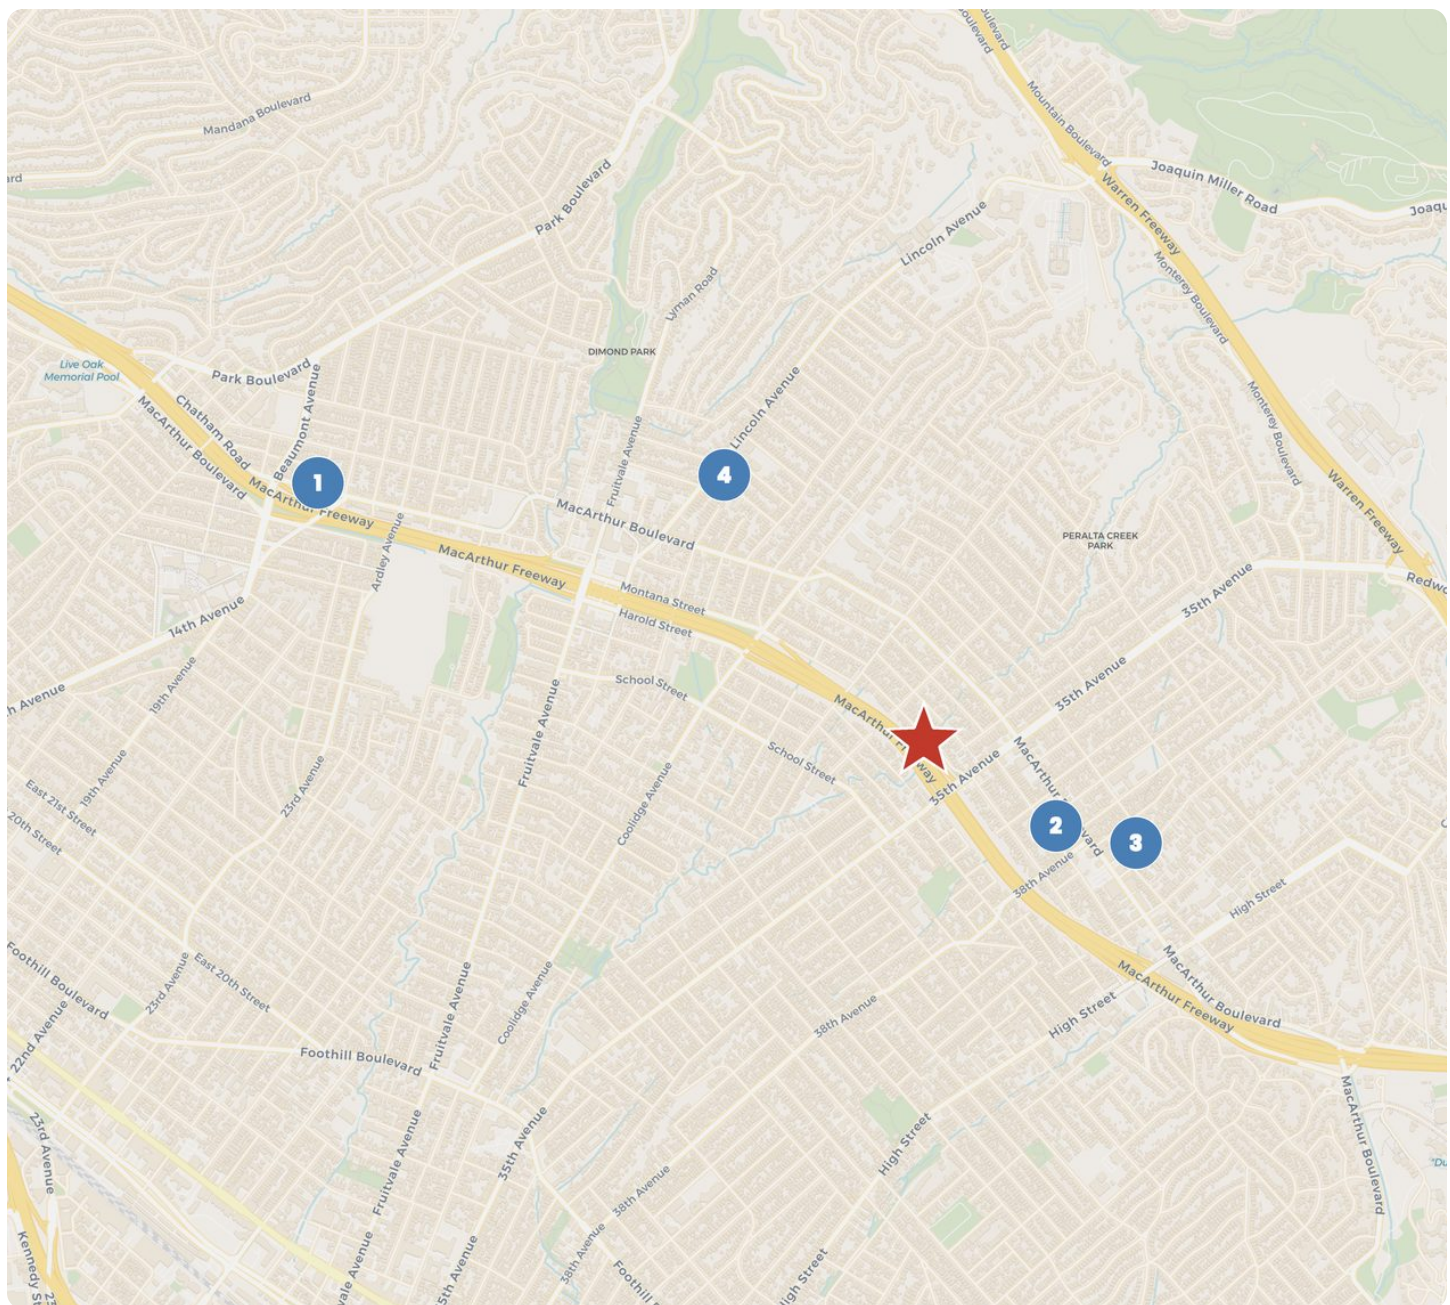 Boulevard
Boulevard
Mandana Boulevard
Mountain Boulevard
Joaquin Miller Road
Warren Freeway
Park Boulevard
Lincoln Avenue
Monterey Boulevard
Lyman Road
DIMOND PARK
Live Oak
Memorial Pool
Park Boulevard
Beaumont Avenue
Chatham Road
MacArthur Boulevard
Lincoln Avenue
Monterey Boulevard
Fruitvale Avenue
1
4
MacArthur Freeway
MacArthur Boulevard
Warren Freeway
PERALTA CREEK
PARK
Ardley Avenue
MacArthur Freeway
Montana Street
Harold Street
35th Avenue
14th Avenue
19th Avenue
School Street
35th Avenue
Fruitvale Avenue
School Street
35th Avenue
MacArthur
19th Avenue
23rd Avenue
East 21st Street
20th Street
Coolidge Avenue
2
3
38th Avenue
High Street
Foothill Boulevard
23rd Avenue
East 20th Street
Fruitvale Avenue
Coolidge Avenue
38th Avenue
High Street
MacArthur Freeway
MacArthur Boulevard
22nd Avenue
Foothill Boulevard
23rd Avenue
Fruitvale Avenue
35th Avenue
High Street
MacArthur Boulevard
38th Avenue
38th Avenue
High Street